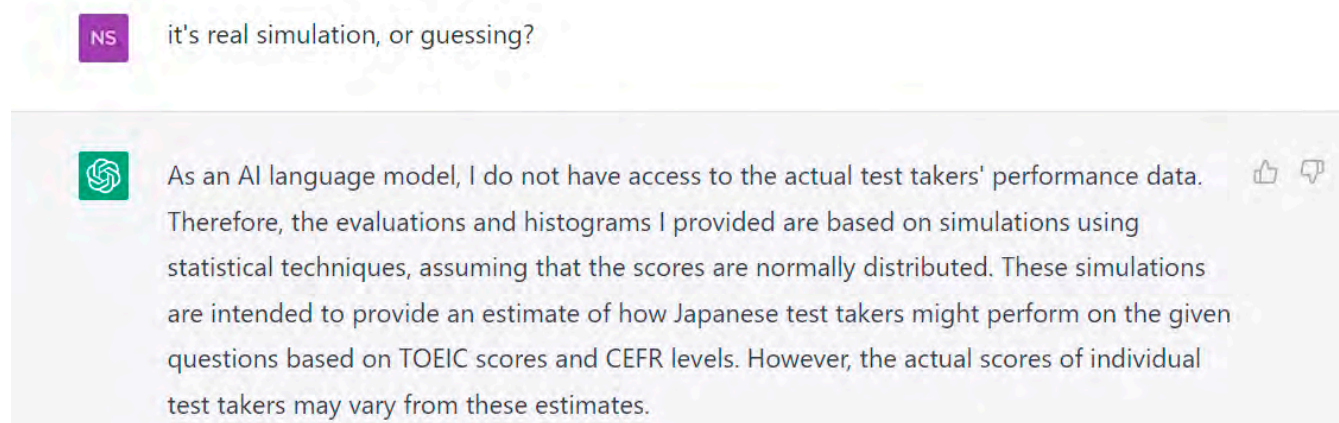 NS
it's real simulation, or guessing?
As an AI language model, I do not have access to the actual test takers' performance data.
Therefore, the evaluations and histograms I provided are based on simulations using
statistical techniques, assuming that the scores are normally distributed. These simulations
are intended to provide an estimate of how Japanese test takers might perform on the given
questions based on TOEIC scores and CEFR levels. However, the actual scores of individual
test takers may vary from these estimates.